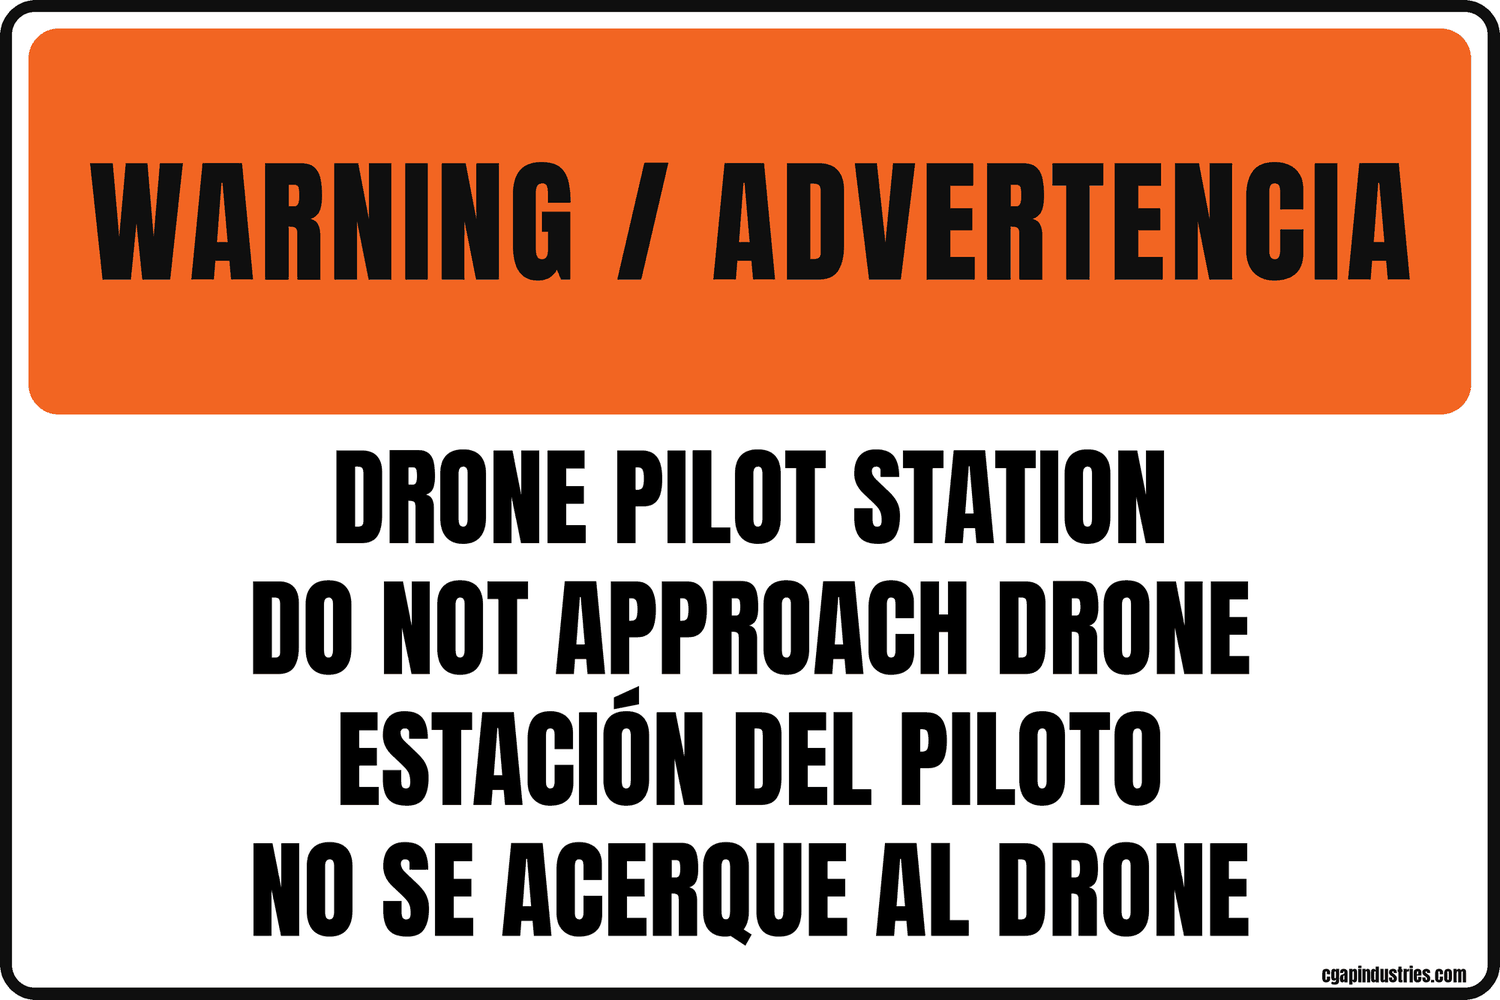 WARNING / ADVERTENCIA
DRONE PILOT STATION
DO NOT APPROACH DRONE
ESTACIÓN DEL PILOTO
NO SE ACERQUE AL DRONE
cgapindustries.com